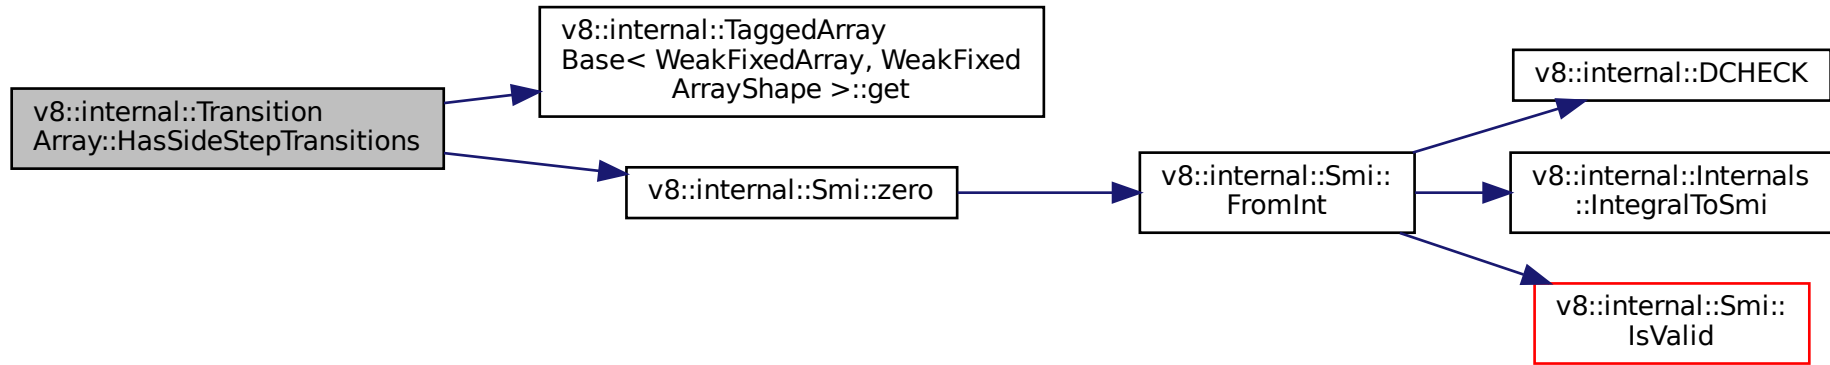 v8::internal::Transition
Array::HasSideStepTransitions
v8::internal::TaggedArray
Base< WeakFixedArray, WeakFixed
ArrayShape >::get
v8::internal::Smi::zero
v8::internal::Smi::
FromInt
v8::internal::DCHECK
v8::internal::Internals
::IntegralToSmi
v8::internal::Smi::
IsValid